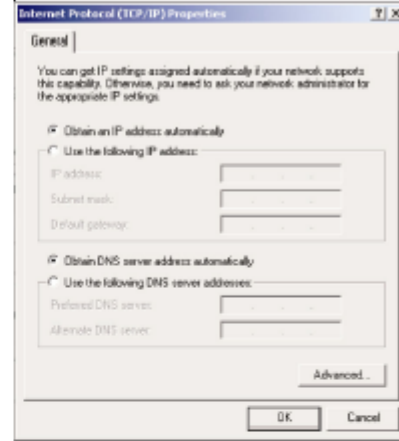 Internet Protocol (TCP/IP) Properties
General
You can get IP settings assigned automatically if your network supports
this capability. Otherwise, you need to ask your network administrator for
the appropriate IP settings.
Obtain an IP address automatically
Use the following IP address:
IP address:
Subnet mask:
Default gateway:
Obtain DNS server address automatically
Use the following DNS server addresses:
Preferred DNS server:
Alternate DNS server:
Advanced...
OK Cancel